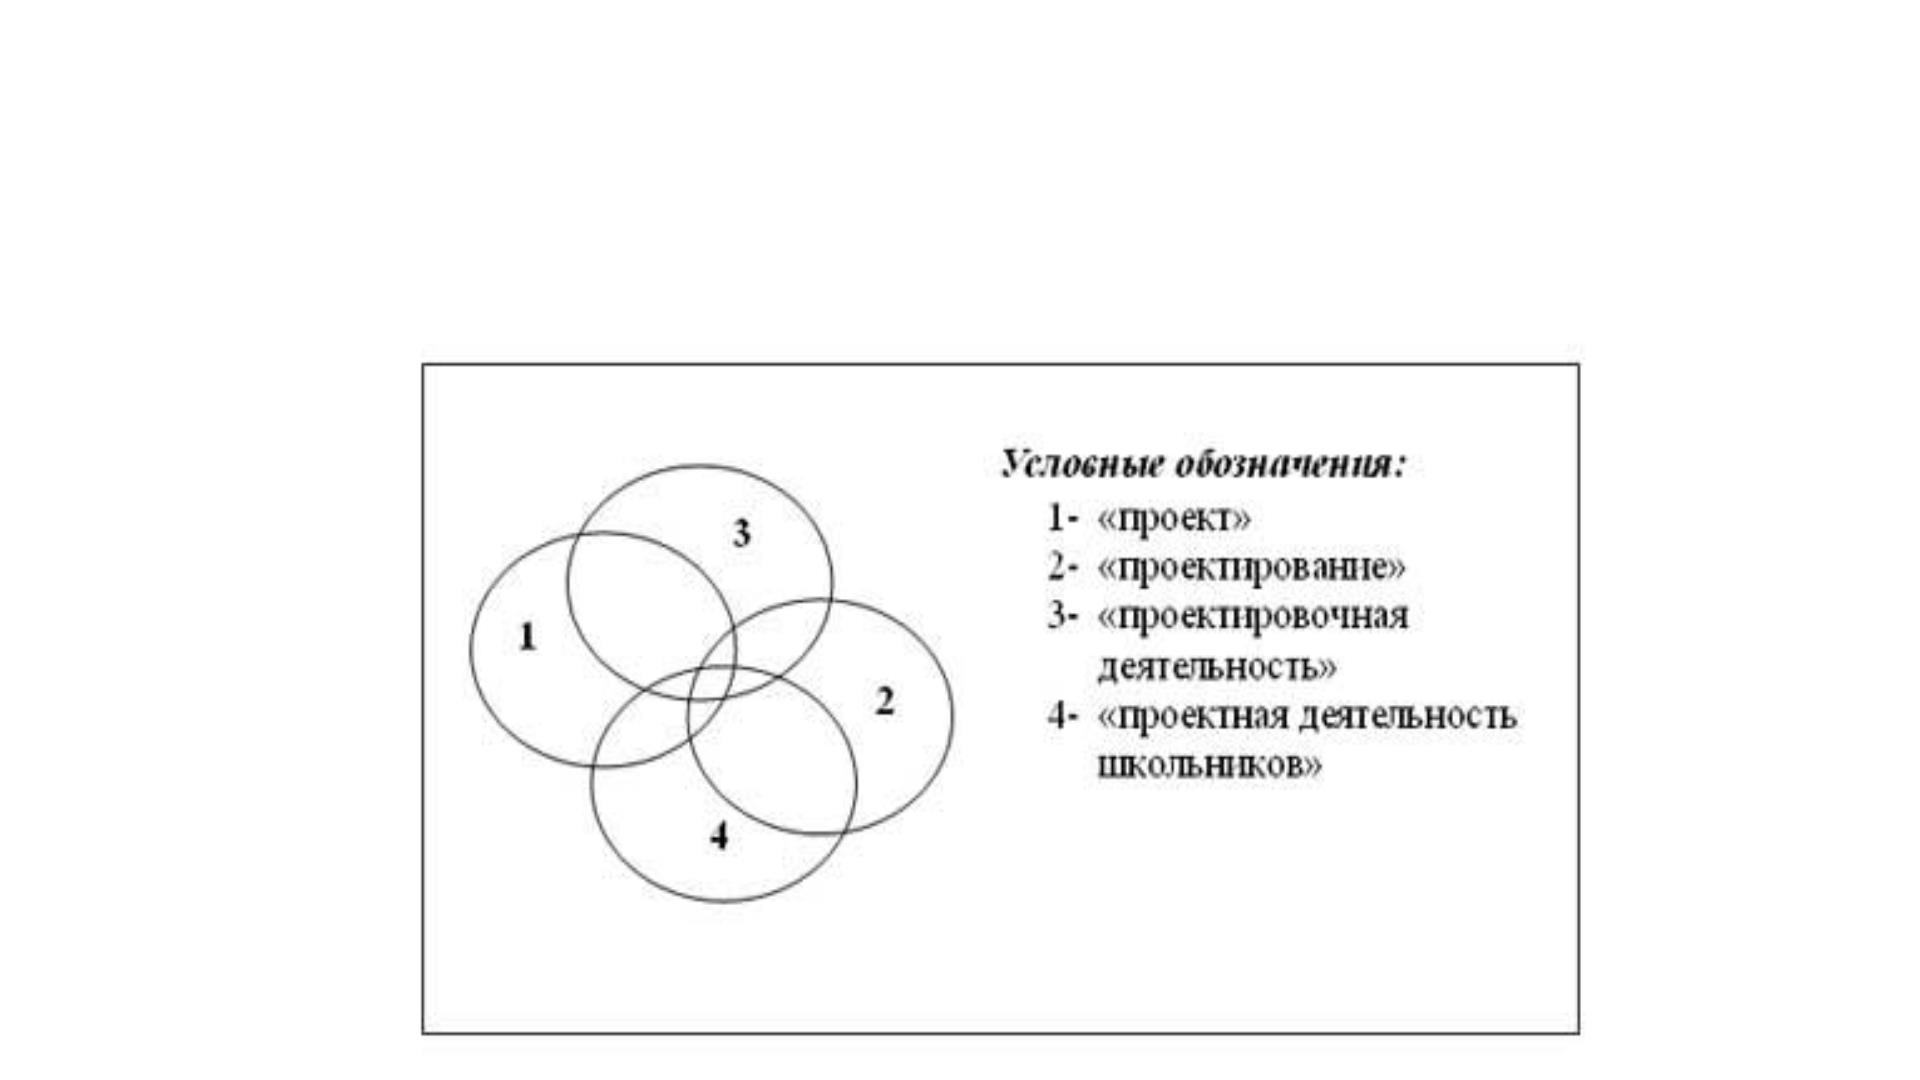 3
1
2
4
Условные обозначения:
1- «проект»
2- «проектирование»
3- «проектировочная
деятельность»
4- «проектная деятельность
школьников»